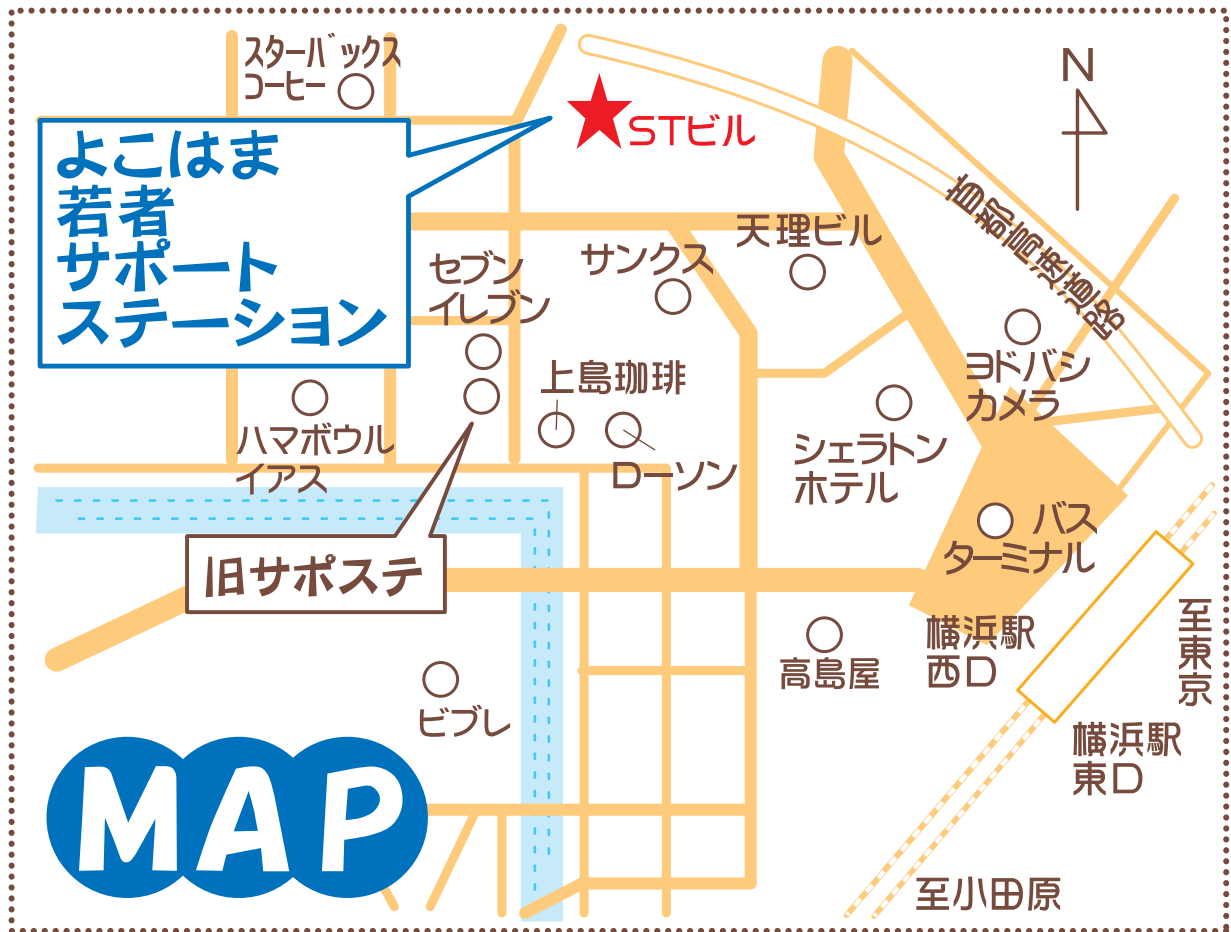 スターバックス
コーヒー
N
STビル
よこはま
若者
サポート
ステーション
首都高速道路
天理ビル
サンクス
セブン
イレブン
ヨドバシ
カメラ
上島珈琲
ハマボウル
イアス
ローソン
シェラトン
ホテル
バス
ターミナル
旧サポステ
横浜駅
西口
高島屋
至東京
ビブレ
横浜駅
東口
MAP
至小田原